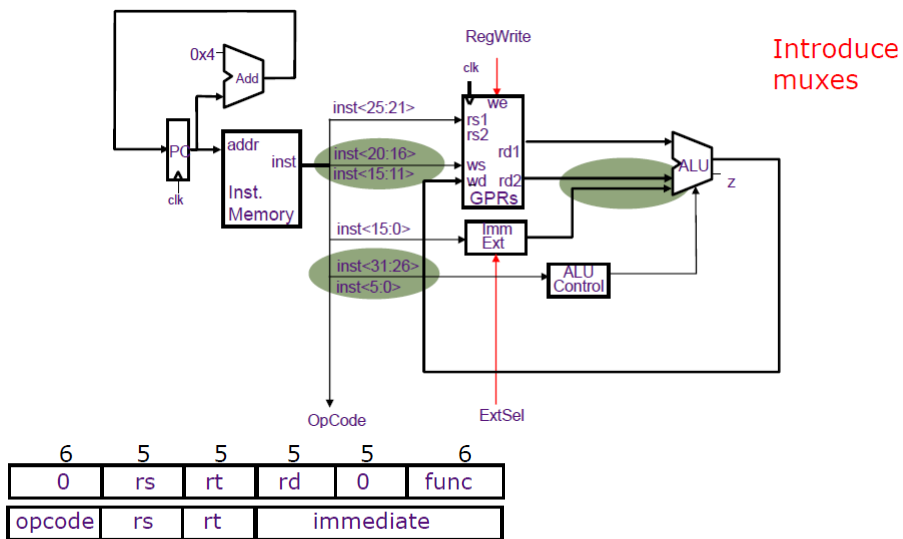 RegWrite
Introduce
muxes
0x4
Add
clk
inst<25:21>
we
rs1
rs2
rd1
PC
addr
inst
inst<20:16>
inst<15:11>
ws
wd
rd2
GPRs
ALU
z
clk
Inst.
Memory
inst<15:0>
Imm
Ext
inst<31:26>
inst<5:0>
ALU
Control
OpCode
ExtSel
6 5 5 5 5 6
0 rs rt rd 0 func
opcode rs rt immediate